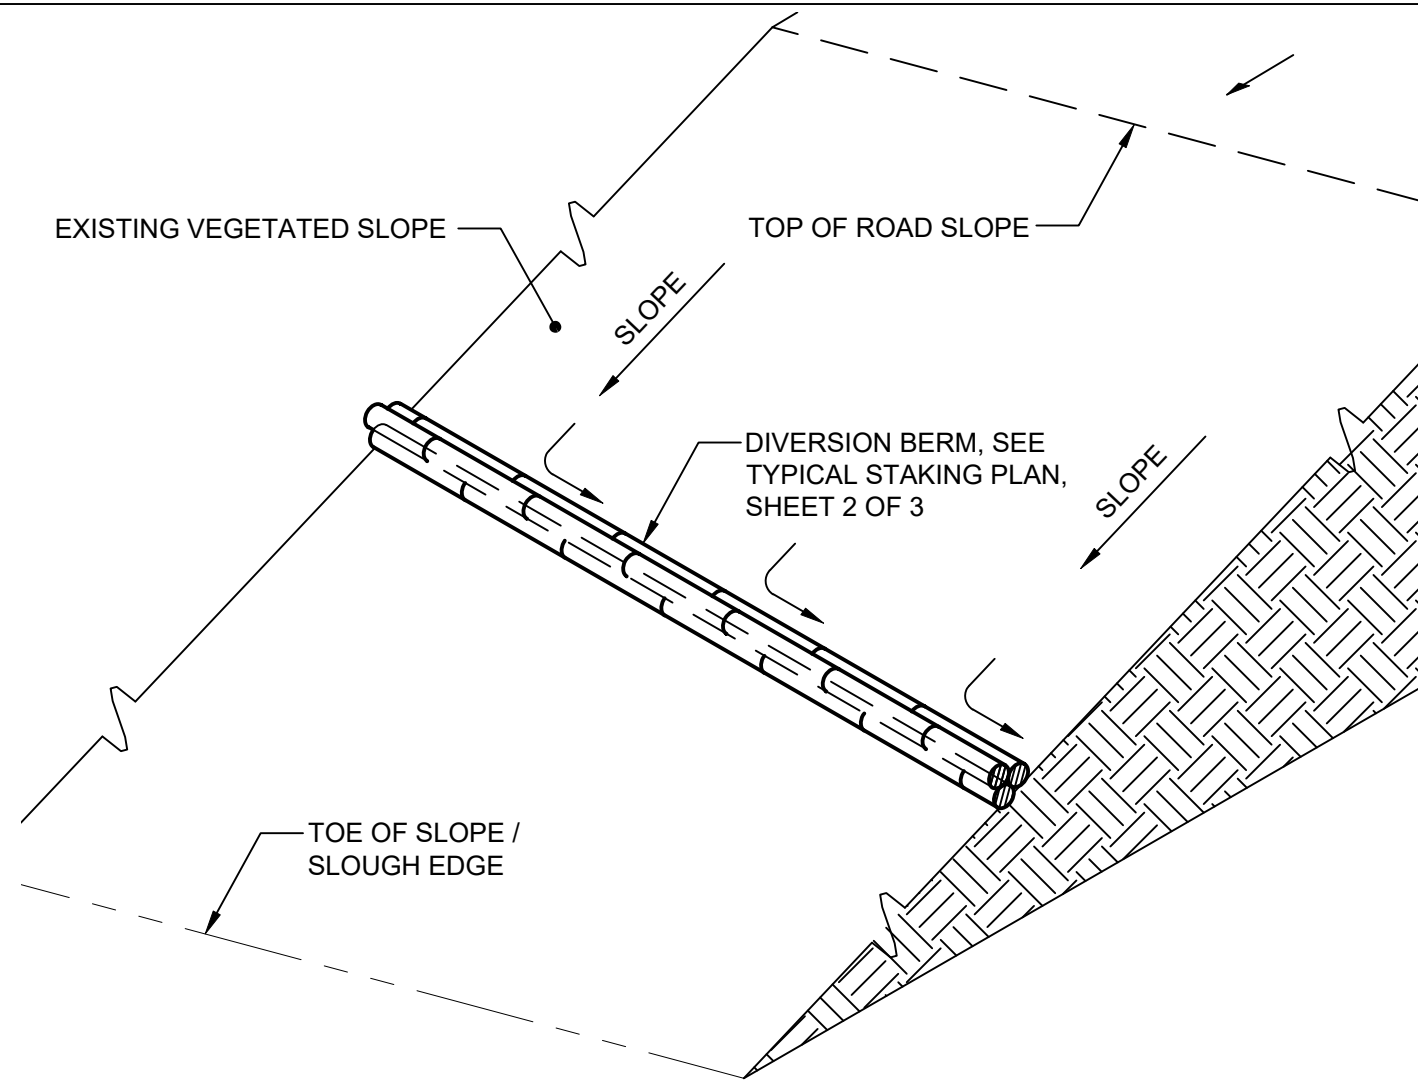 EXISTING VEGETATED SLOPE
TOP OF ROAD SLOPE
SLOPE
DIVERSION BERM, SEE
TYPICAL STAKING PLAN,
SHEET 2 OF 3
SLOPE
TOE OF SLOPE /
SLOUGH EDGE